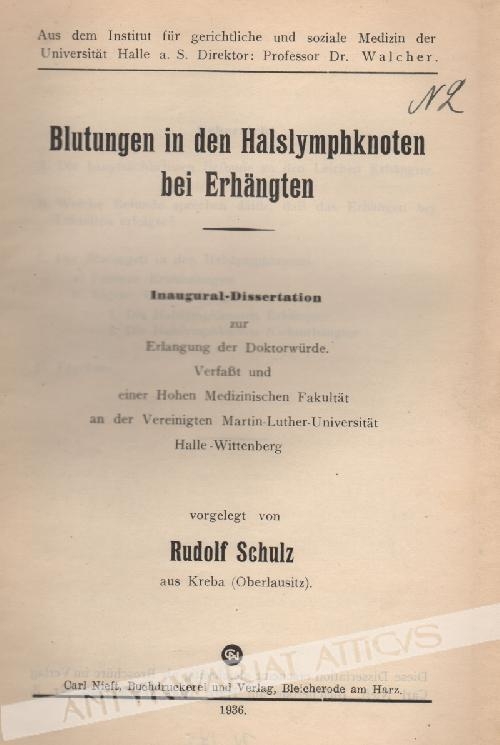 Aus dem Institut für gerichtliche und soziale Medizin der
Universität Halle a. S. Direktor: Professor Dr. Walcher.
N2
Blutungen in den Halslymphknoten
bei Erhängten
Inaugural-Dissertation
zur
Erlangung der Doktorwürde.
Verfaßt und
einer Hohen Medizinischen Fakultät
an der Vereinigten Martin-Luther-Universität
Halle-Wittenberg
vorgelegt von
Rudolf Schulz
aus Kreba (Oberlausitz).
CN
ANTYKWARIAT ATTICVS
Carl Nieft, Buchdruckerei und Verlag, Bleicherode am Harz.
1936.